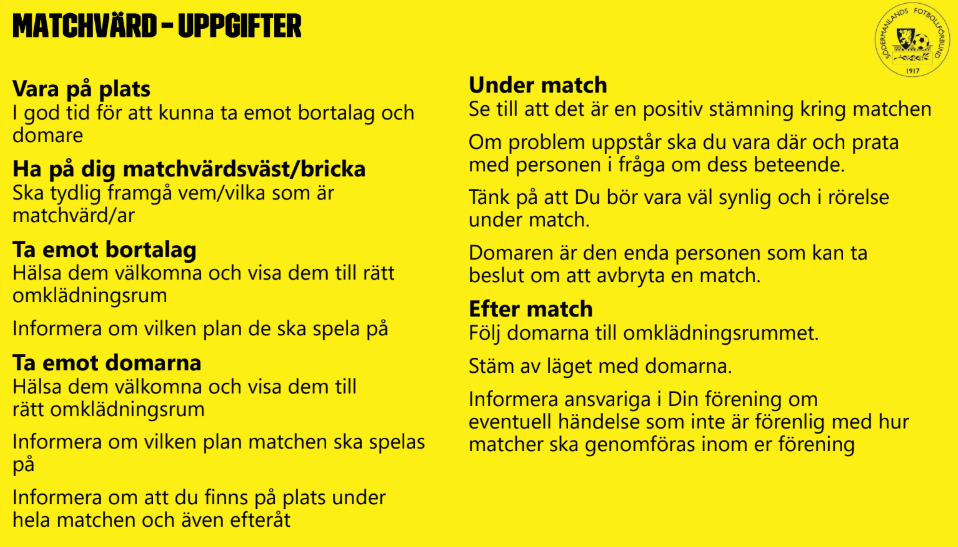 MATCHVÄRD – UPPGIFTER
SÖDERMANLANDS FOTBOLLFÖRBUND
1917
Vara på plats
I god tid för att kunna ta emot bortalag och
domare
Ha på dig matchvärdsväst/bricka
Ska tydlig framgå vem/vilka som är
matchvärd/ar
Ta emot bortalag
Hälsa dem välkomna och visa dem till rätt
omklädningsrum
Informera om vilken plan de ska spela på
Ta emot domarna
Hälsa dem välkomna och visa dem till
rätt omklädningsrum
Informera om vilken plan matchen ska spelas
på
Informera om att du finns på plats under
hela matchen och även efteråt
Under match
Se till att det är en positiv stämning kring matchen
Om problem uppstår ska du vara där och prata
med personen i fråga om dess beteende.
Tänk på att Du bör vara väl synlig och i rörelse
under match.
Domaren är den enda personen som kan ta
beslut om att avbryta en match.
Efter match
Följ domarna till omklädningsrummet.
Stäm av läget med domarna.
Informera ansvariga i Din förening om
eventuell händelse som inte är förenlig med hur
matcher ska genomföras inom er förening